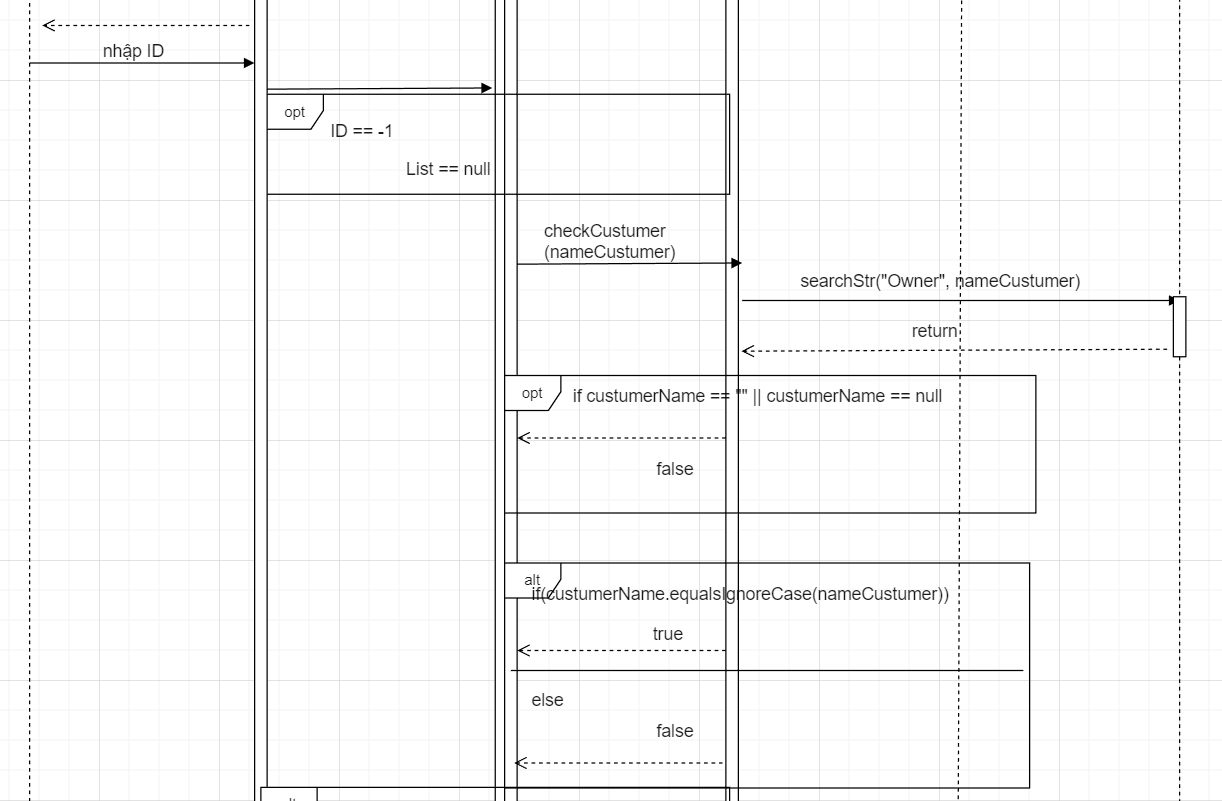 nhập ID
opt
ID == -1
List == null
checkCustumer
(nameCustumer)
searchStr("Owner", nameCustumer)
return
opt
if custumerName == "" || custumerName == null
false
alt
if(custumerName.equalsIgnoreCase(nameCustumer))
true
else
false